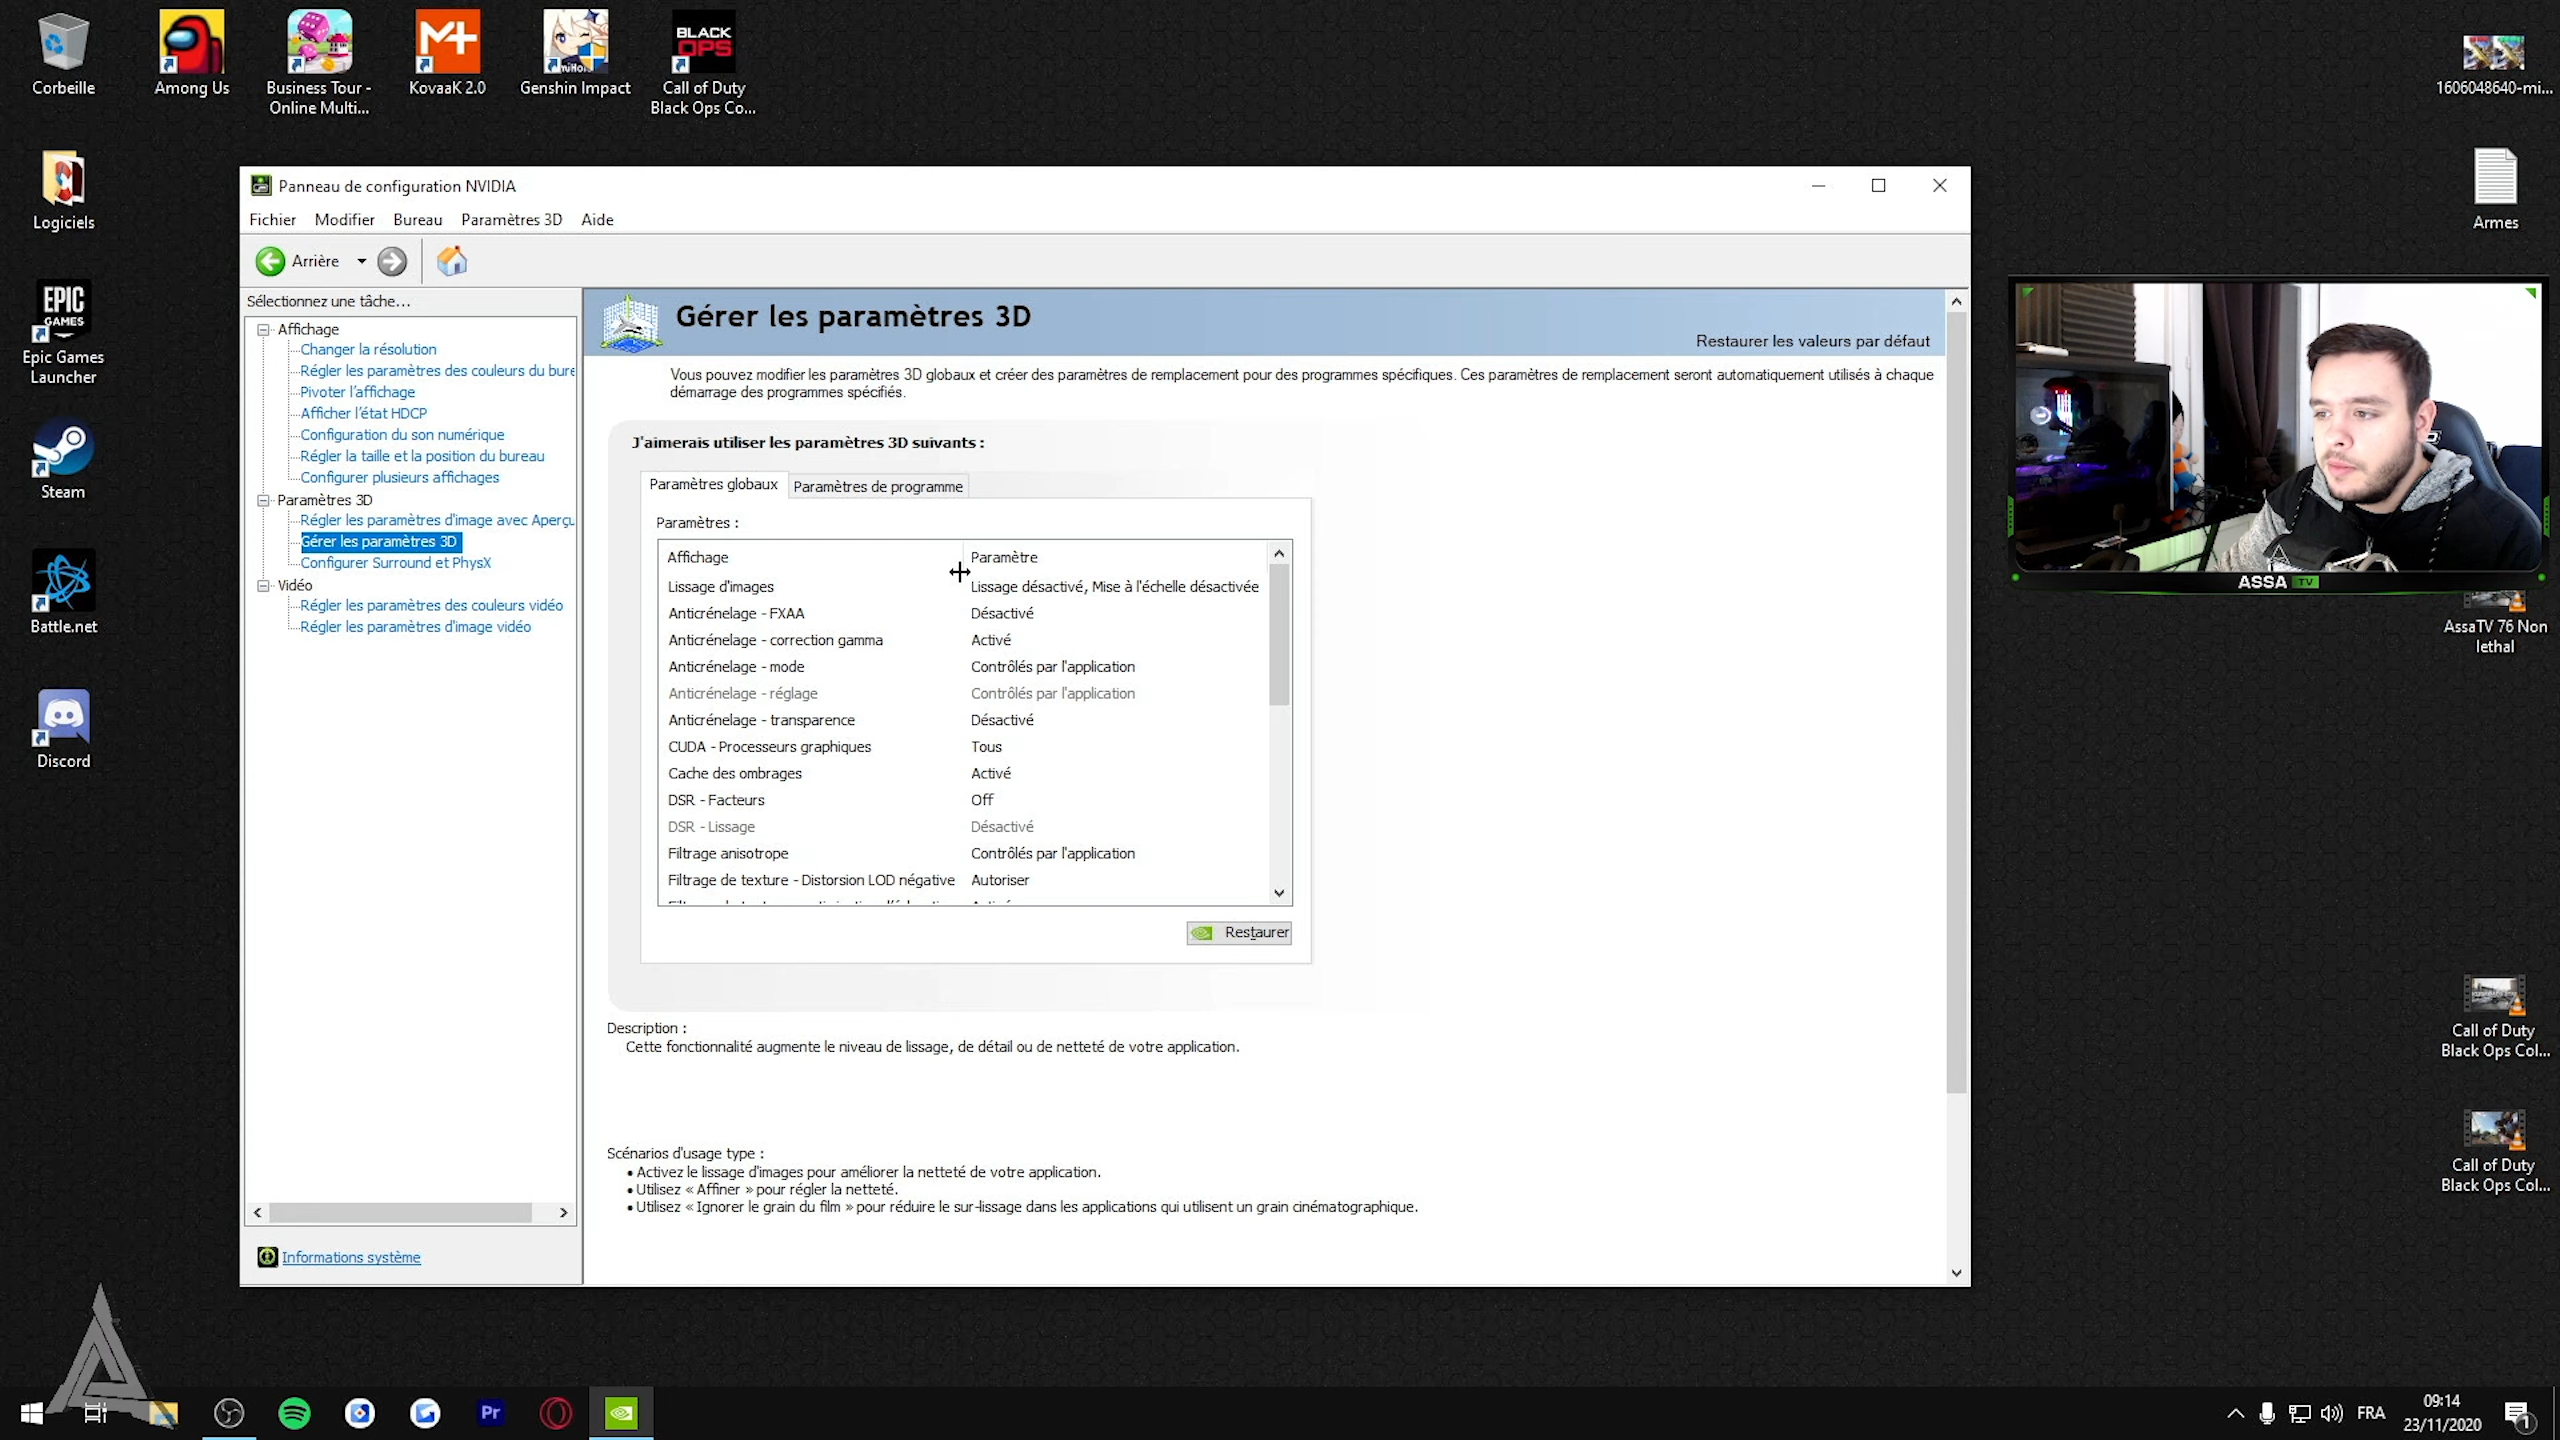 Corbeille
Among Us
Business Tour -
Online Multi...
KovaaK 2.0
Genshin Impact
BLACK
OPS
Call of Duty
Black Ops Co...
1606048640-mi...
Logiciels
Armes
EPIC
GAMES
Epic Games
Launcher
Steam
Battle.net
Discord
Panneau de configuration NVIDIA
Fichier Modifier Bureau Paramètres 3D Aide
Arrière
Sélectionnez une tâche...
Affichage
Changer la résolution
Régler les paramètres des couleurs du bure
Pivoter l'affichage
Afficher l'état HDCP
Configuration du son numérique
Régler la taille et la position du bureau
Configurer plusieurs affichages
Paramètres 3D
Régler les paramètres d'image avec Aperçu
Gérer les paramètres 3D
Configurer Surround et PhysX
Vidéo
Régler les paramètres des couleurs vidéo
Régler les paramètres d'image vidéo
Informations système
Gérer les paramètres 3D
Restaurer les valeurs par défaut
Vous pouvez modifier les paramètres 3D globaux et créer des paramètres de remplacement pour des programmes spécifiques. Ces paramètres de remplacement seront automatiquement utilisés à chaque
démarrage des programmes spécifiés.
J'aimerais utiliser les paramètres 3D suivants :
Paramètres globaux Paramètres de programme
Paramètres :
Affichage Paramètre
Lissage d'images Lissage désactivé, Mise à l'échelle désactivée
Anticrénelage - FXAA Désactivé
Anticrénelage - correction gamma Activé
Anticrénelage - mode Contrôlés par l'application
Anticrénelage - réglage Contrôlés par l'application
Anticrénelage - transparence Désactivé
CUDA - Processeurs graphiques Tous
Cache des ombrages Activé
DSR - Facteurs Off
DSR - Lissage Désactivé
Filtrage anisotrope Contrôlés par l'application
Filtrage de texture - Distorsion LOD négative Autoriser
Restaurer
Description :
Cette fonctionnalité augmente le niveau de lissage, de détail ou de netteté de votre application.
Scénarios d'usage type :
• Activez le lissage d'images pour améliorer la netteté de votre application.
• Utilisez « Affiner » pour régler la netteté.
• Utilisez « Ignorer le grain du film » pour réduire le sur-lissage dans les applications qui utilisent un grain cinématographique.
ASSA TV
AssaTV 76 Non
lethal
Call of Duty
Black Ops Col...
Call of Duty
Black Ops Col...
Pr
FRA
09:14
23/11/2020
1